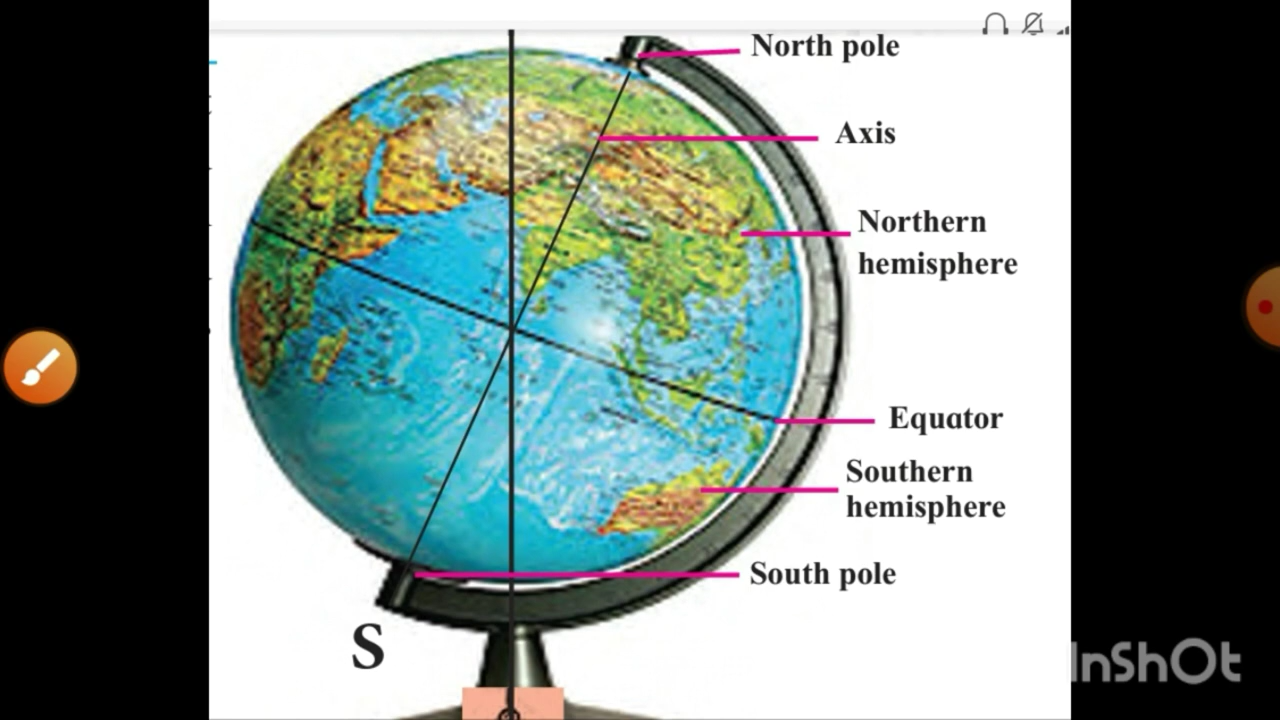 North pole
Axis
Northern
hemisphere
Equator
Southern
hemisphere
South pole
S
InShOt